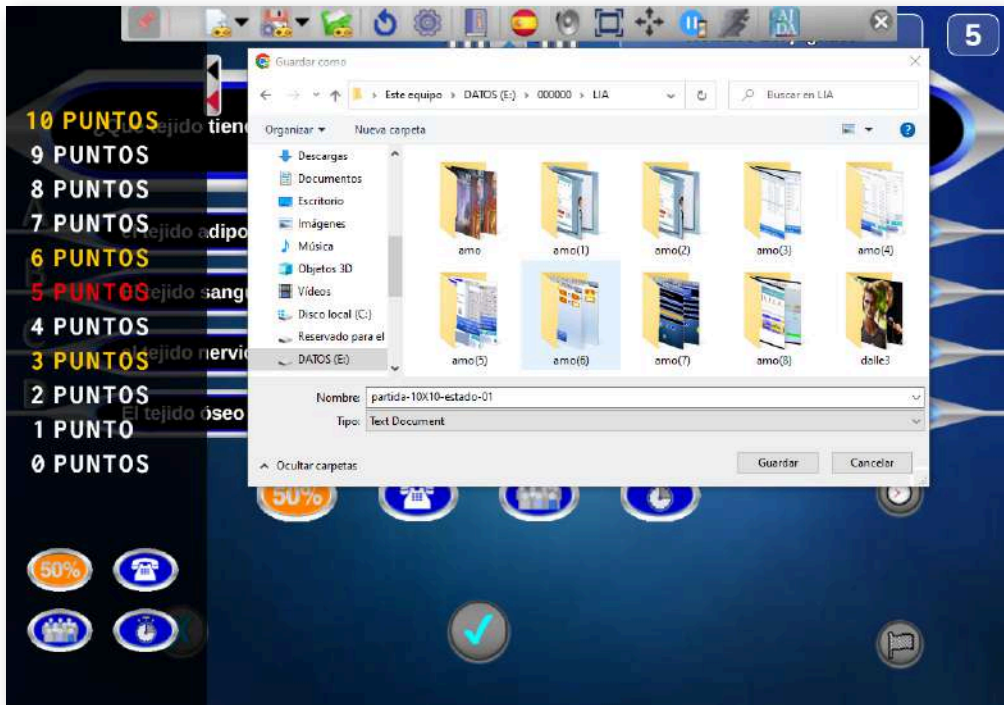 AI
DA
5
Guardar como
Este equipo > DATOS (E:) > 000000 > LIA
Buscar en LIA
Organizar
Nueva carpeta
Descargas
Documentos
Escritorio
Imágenes
Música
Objetos 3D
Vídeos
Disco local (C:)
Reservado para el
DATOS (E:)
amo
amo(1)
amo(2)
amo(3)
amo(4)
amo(5)
amo(6)
amo(7)
amo(8)
dalle3
Nombre: partida-10X10-estado-01
Tipo: Text Document
Ocultar carpetas
Guardar
Cancelar
10 PUNTOS
9 PUNTOS
8 PUNTOS
7 PUNTOS
6 PUNTOS
5 PUNTOS
4 PUNTOS
3 PUNTOS
2 PUNTOS
1 PUNTO
0 PUNTOS
tejido
El tejido
El tejido óseo
50%
50%